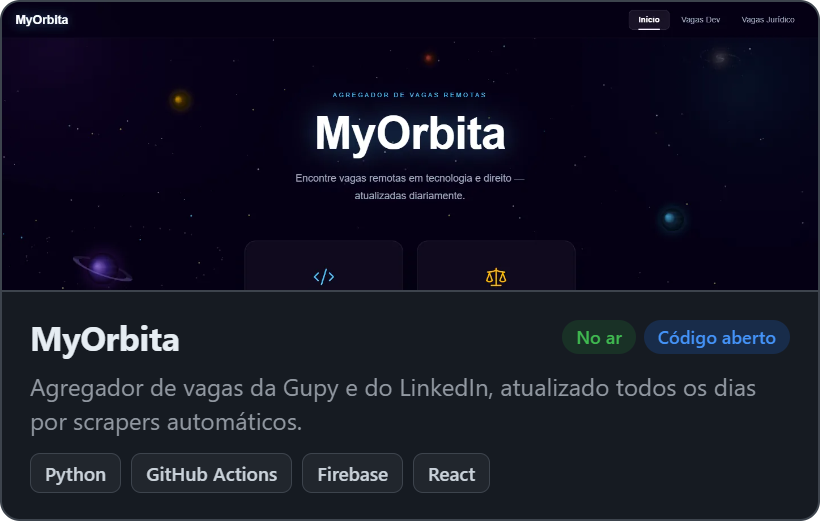 MyOrbita
Início
Vagas Dev
Vagas Jurídico
AGREGADOR DE VAGAS REMOTAS
MyOrbita
Encontre vagas remotas em tecnologia e direito —
atualizadas diariamente.
</>
MyOrbita
No ar
Código aberto
Agregador de vagas da Gupy e do LinkedIn, atualizado todos os dias
por scrapers automáticos.
Python
GitHub Actions
Firebase
React